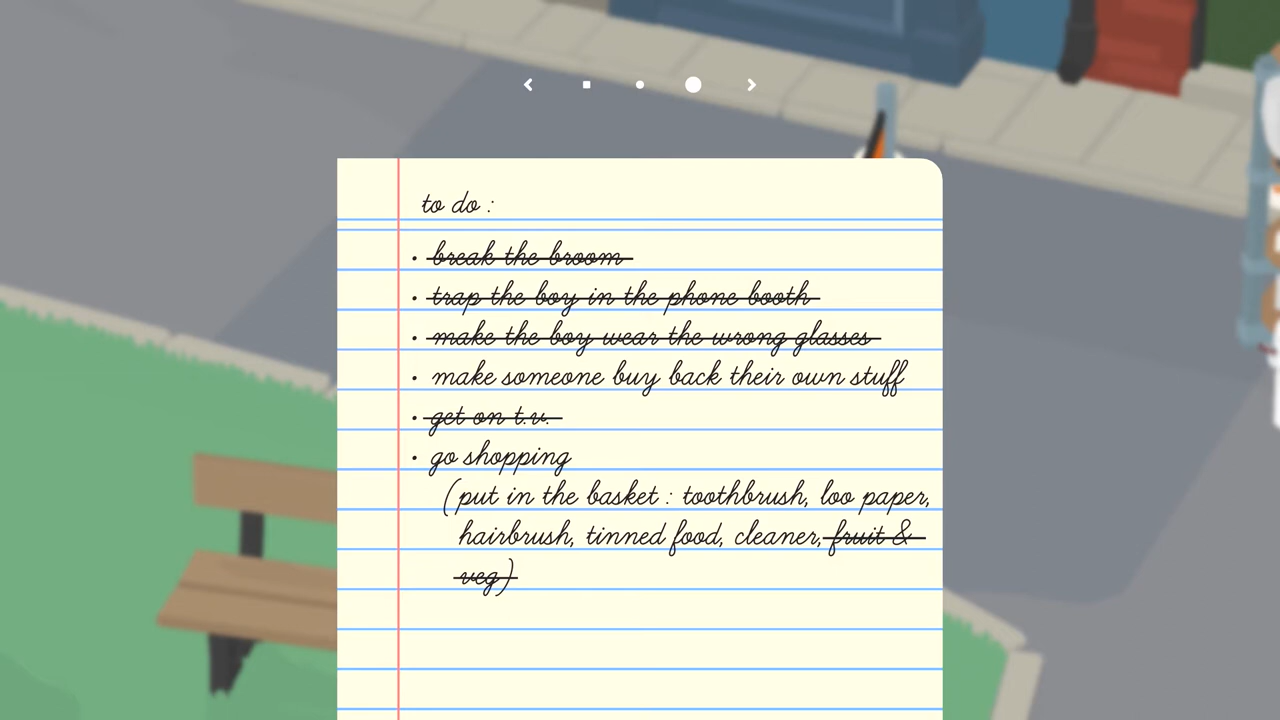 to do :
• break the broom
• trap the boy in the phone booth
• make the boy wear the wrong glasses
• make someone buy back their own stuff
• get on t.v.
• go shopping
(put in the basket : toothbrush, loo paper,
hairbrush, tinned food, cleaner, fruit &
veg)